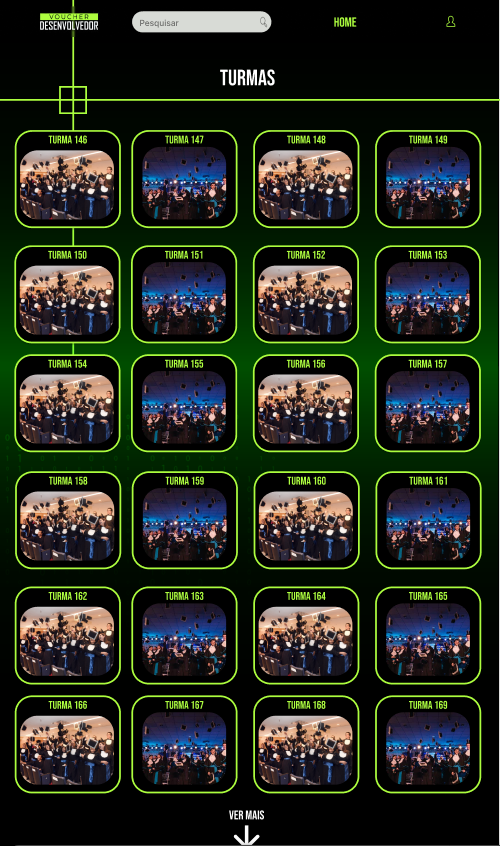 VOUCHER
DESENVOLVEDOR
Pesquisar
HOME
TURMAS
TURMA 146
TURMA 147
TURMA 148
TURMA 149
TURMA 150
TURMA 151
TURMA 152
TURMA 153
TURMA 154
TURMA 155
TURMA 156
TURMA 157
TURMA 158
TURMA 159
TURMA 160
TURMA 161
TURMA 162
TURMA 163
TURMA 164
TURMA 165
TURMA 166
TURMA 167
TURMA 168
TURMA 169
VER MAIS